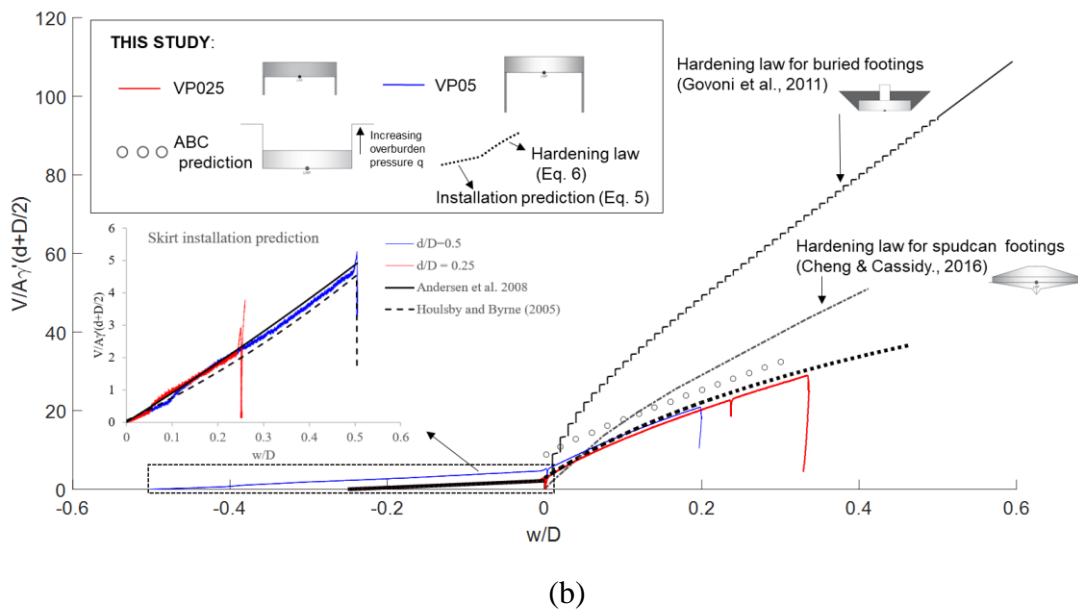 THIS STUDY:
VP025
VP05
ABC
prediction
Increasing
overburden
pressure q
Hardening law
(Eq. 6)
Installation prediction (Eq. 5)
Hardening law for buried footings
(Govoni et al., 2011)
Hardening law for spudcan footings
(Cheng & Cassidy., 2016)
V/Aγ'(d+D/2)
120
100
80
60
40
20
0
-0.6
-0.4
-0.2
0
0.2
0.4
0.6
w/D
Skirt installation prediction
d/D=0.5
d/D = 0.25
Andersen et al. 2008
Houlsby and Byrne (2005)
V/Aγ'(d+D/2)
6
5
4
3
2
1
0
0
0.1
0.2
0.3
0.4
0.5
0.6
w/D
(b)